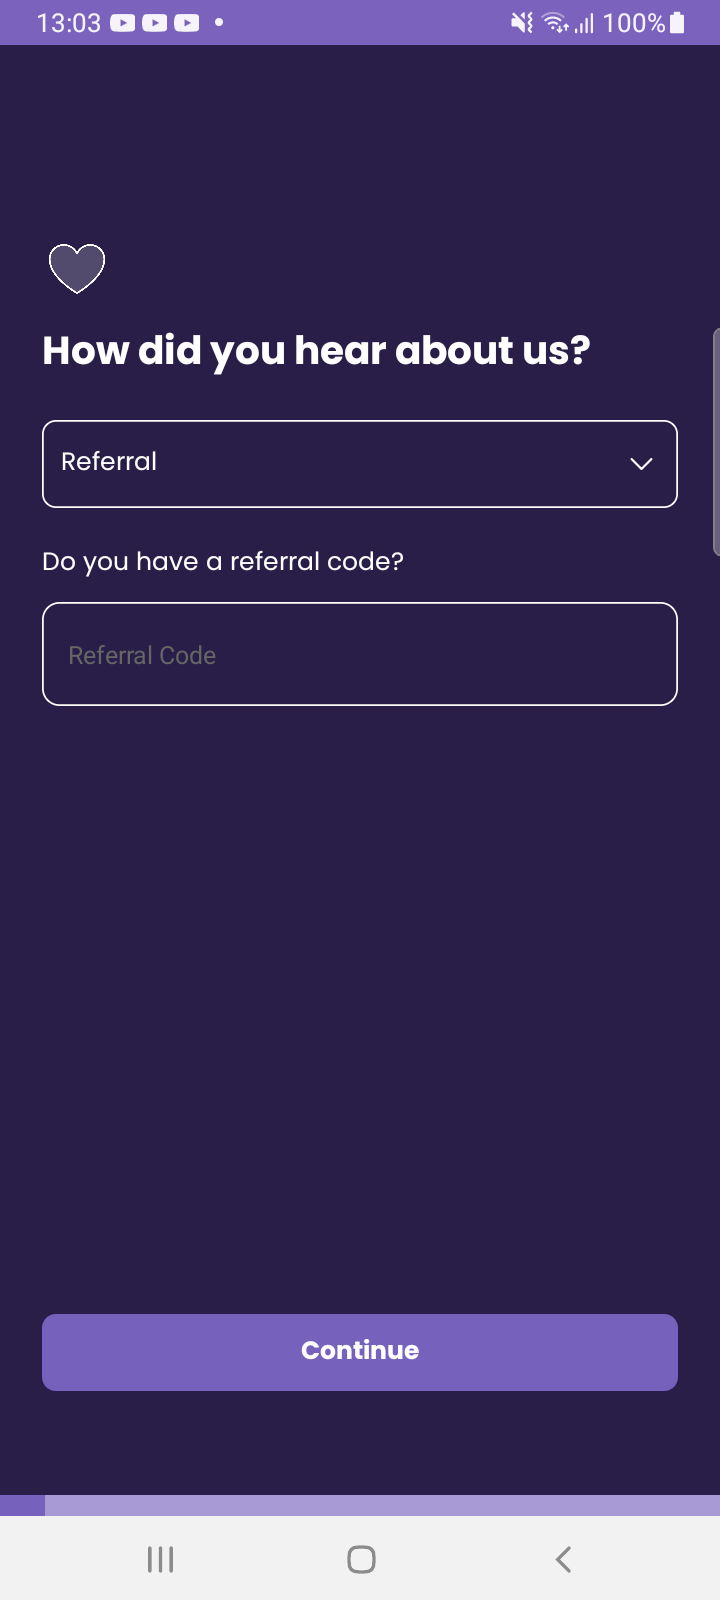 13:03 100%
How did you hear about us?
Referral
Do you have a referral code?
Referral Code
Continue